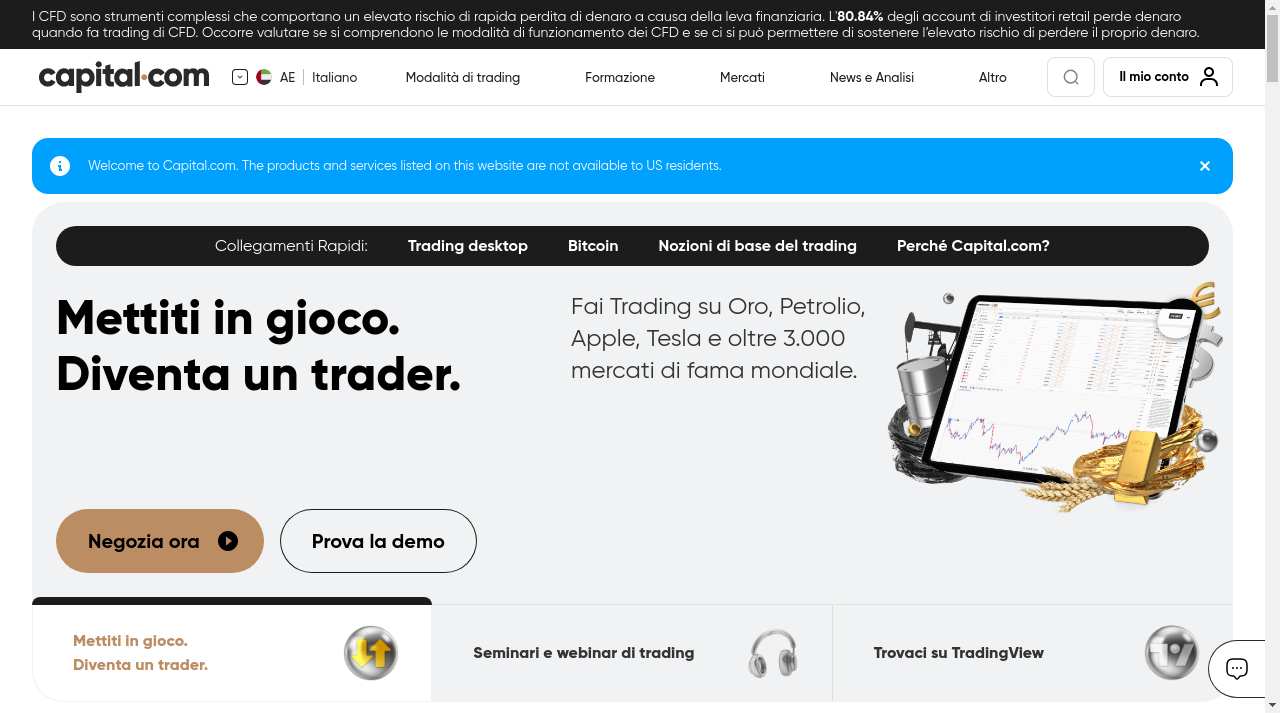 I CFD sono strumenti complessi che comportano un elevato rischio di rapida perdita di denaro a causa della leva finanziaria. L'80.84% degli account di investitori retail perde denaro
quando fa trading di CFD. Occorre valutare se si comprendono le modalità di funzionamento dei CFD e se ci si può permettere di sostenere l’elevato rischio di perdere il proprio denaro.
capital.com
AE
Italiano
Modalità di trading
Formazione
Mercati
News e Analisi
Altro
Il mio conto
Welcome to Capital.com. The products and services listed on this website are not available to US residents.
Collegamenti Rapidi:
Trading desktop
Bitcoin
Nozioni di base del trading
Perché Capital.com?
Mettiti in gioco.
Diventa un trader.
Fai Trading su Oro, Petrolio,
Apple, Tesla e oltre 3.000
mercati di fama mondiale.
Negozia ora
Prova la demo
Mettiti in gioco.
Diventa un trader.
Seminari e webinar di trading
Trovaci su TradingView